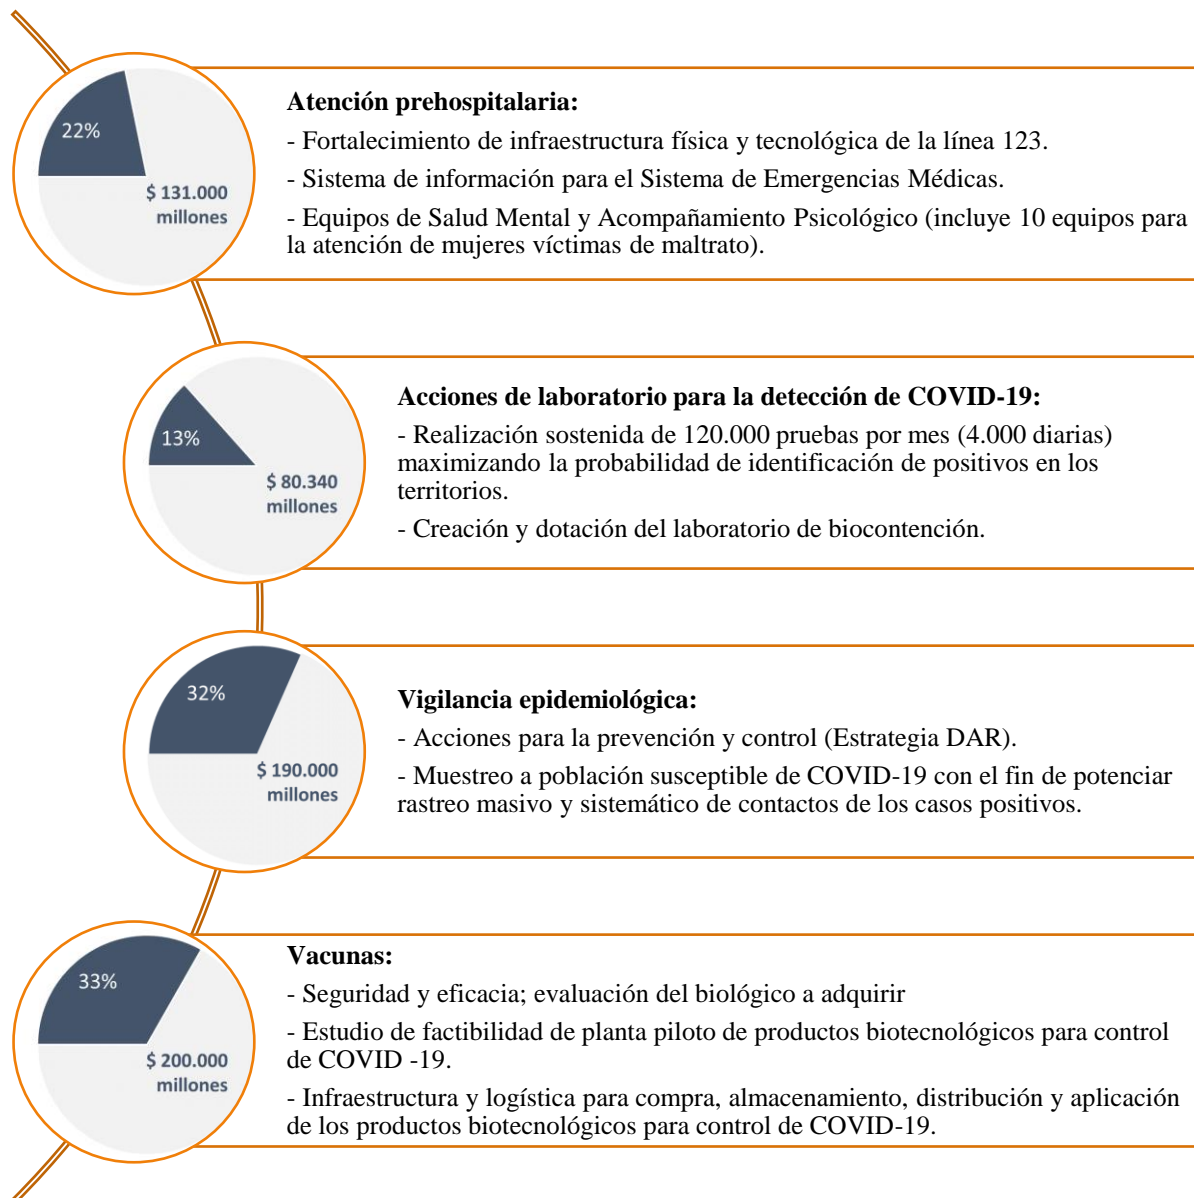 22%
$ 131.000
millones
Atención prehospitalaria:
- Fortalecimiento de infraestructura física y tecnológica de la línea 123.
- Sistema de información para el Sistema de Emergencias Médicas.
- Equipos de Salud Mental y Acompañamiento Psicológico (incluye 10 equipos para
la atención de mujeres víctimas de maltrato).
13%
$ 80.340
millones
Acciones de laboratorio para la detección de COVID-19:
- Realización sostenida de 120.000 pruebas por mes (4.000 diarias)
maximizando la probabilidad de identificación de positivos en los
territorios.
- Creación y dotación del laboratorio de biocontención.
32%
$ 190.000
millones
Vigilancia epidemiológica:
- Acciones para la prevención y control (Estrategia DAR).
- Muestreo a población susceptible de COVID-19 con el fin de potenciar
rastreo masivo y sistemático de contactos de los casos positivos.
33%
$ 200.000
millones
Vacunas:
- Seguridad y eficacia; evaluación del biológico a adquirir
- Estudio de factibilidad de planta piloto de productos biotecnológicos para control
de COVID -19.
- Infraestructura y logística para compra, almacenamiento, distribución y aplicación
de los productos biotecnológicos para control de COVID-19.